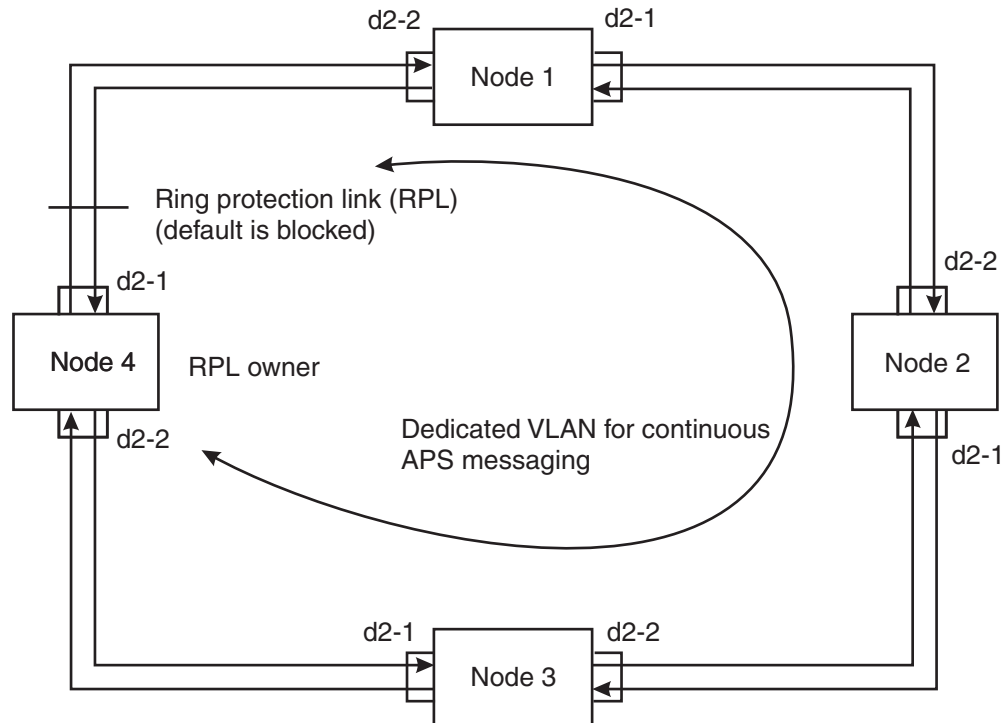 d2-2
d2-1
Node 1
Ring protection link (RPL)
(default is blocked)
d2-1
d2-2
Node 4
RPL owner
Node 2
d2-2
Dedicated VLAN for continuous
APS messaging
d2-1
d2-1
d2-2
Node 3